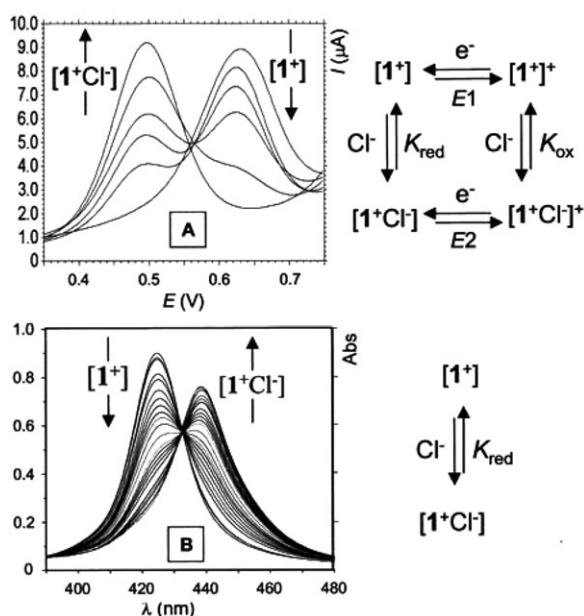 10.0
9.0
8.0
7.0
6.0
5.0
4.0
3.0
2.0
1.0
0
[1⁺Cl⁻]
[1⁺]
I (μA)
A
0.4 0.5 0.6 0.7
E (V)
[1⁺] e⁻ [1⁺]⁺
E1
Cl⁻ K_red Cl⁻ K_ox
[1⁺Cl⁻] e⁻ [1⁺Cl⁻]⁺
E2
1.0
0.8
0.6
0.4
0.2
0
[1⁺]
[1⁺Cl⁻]
Abs
B
400 420 440 460 480
λ (nm)
[1⁺]
Cl⁻ K_red
[1⁺Cl⁻]